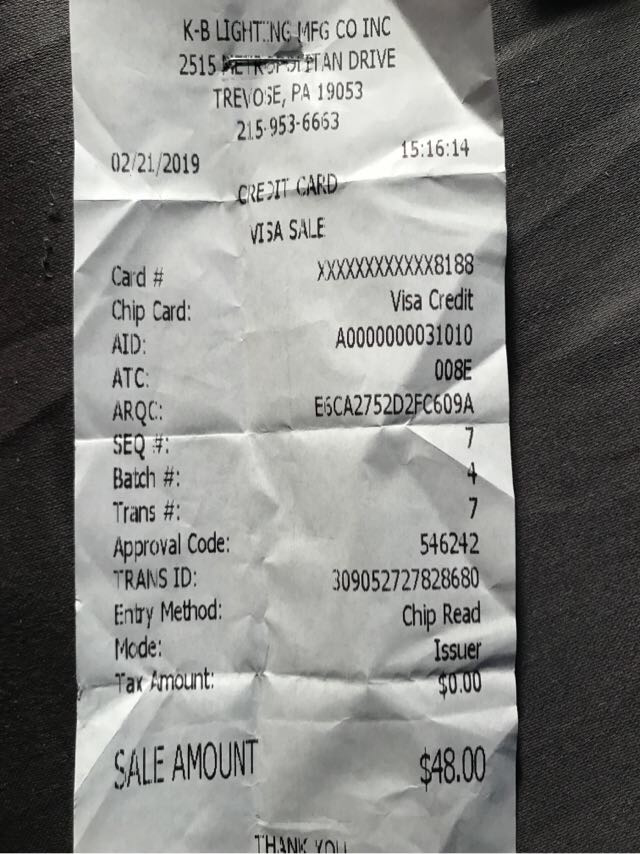 K-B LIGHTING MFG CO INC
2515 METROPOLITAN DRIVE
TREVOSE, PA 19053
215-953-6663
02/21/2019 15:16:14
CREDIT CARD
VISA SALE
Card # XXXXXXXXXXXX8188
Chip Card: Visa Credit
AID: A0000000031010
ATC: 008E
ARQC: E6CA2752D2FC609A
SEQ #: 7
Batch #: 4
Trans #: 7
Approval Code: 546242
TRANS ID: 309052727828680
Entry Method: Chip Read
Mode: Issuer
Tax Amount: $0.00
SALE AMOUNT $48.00
THANK YOU